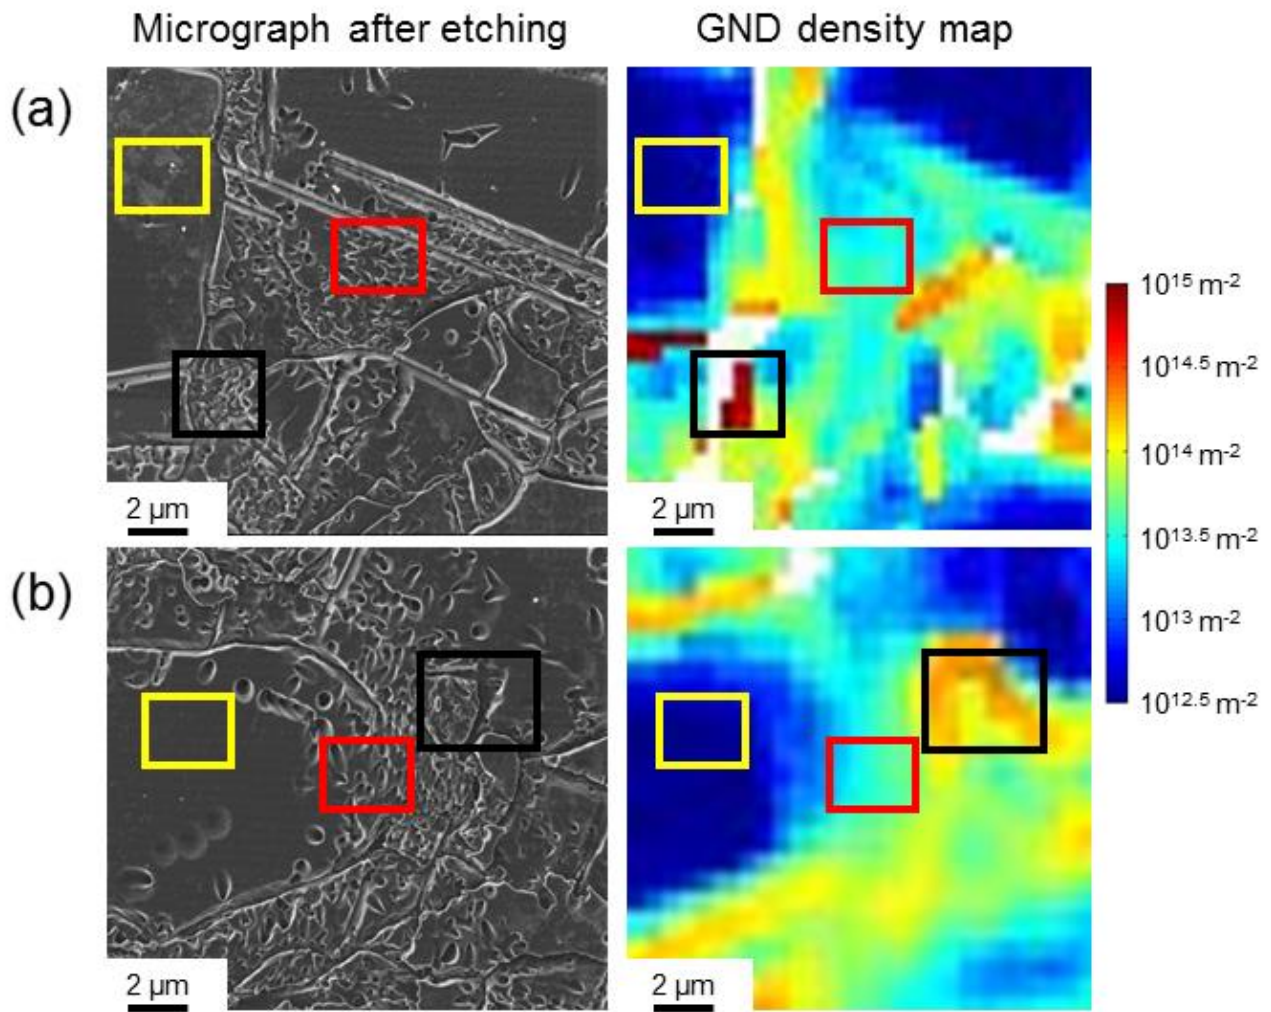 Micrograph after etching
GND density map
(a)
2 µm
2 µm
10¹⁵ m⁻²
10¹⁴·⁵ m⁻²
10¹⁴ m⁻²
10¹³·⁵ m⁻²
10¹³ m⁻²
10¹²·⁵ m⁻²
(b)
2 µm
2 µm